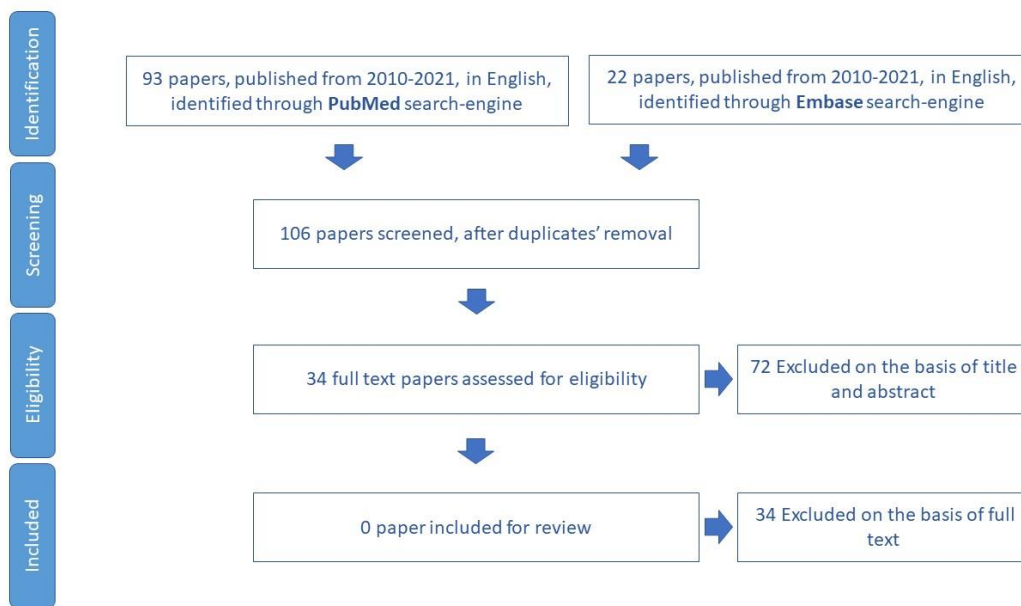 Identification
93 papers, published from 2010-2021, in English,
identified through PubMed search-engine
22 papers, published from 2010-2021, in English,
identified through Embase search-engine
Screening
106 papers screened, after duplicates’ removal
Eligibility
34 full text papers assessed for eligibility
72 Excluded on the basis of title
and abstract
Included
0 paper included for review
34 Excluded on the basis of full
text